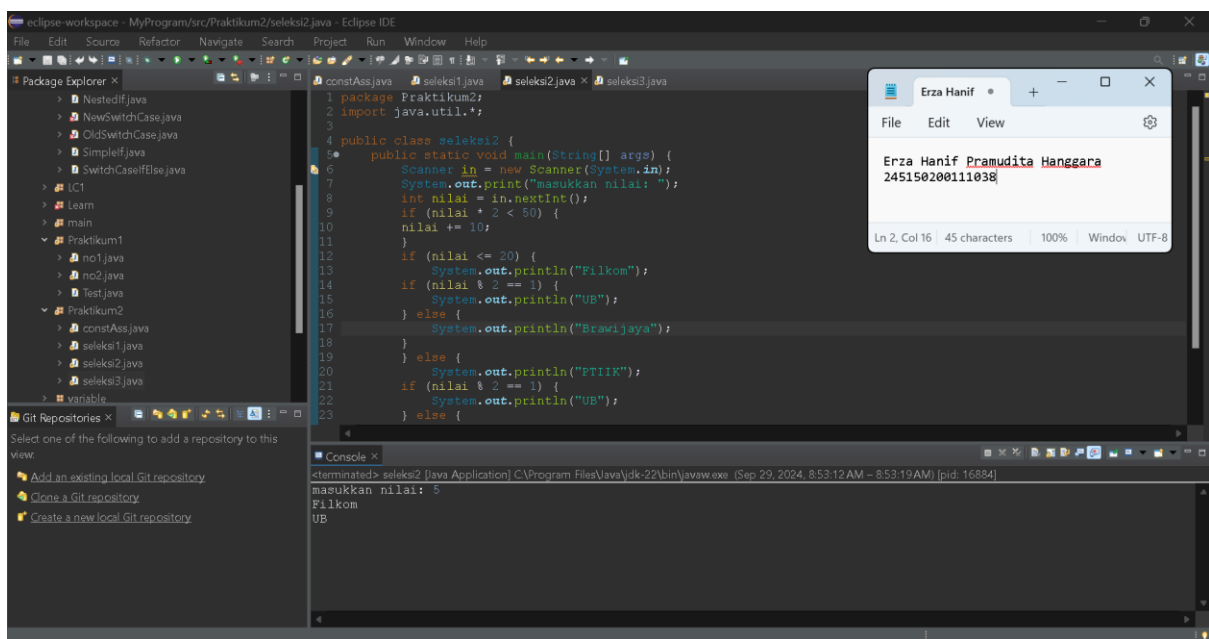 eclipse-workspace - MyProgram/src/Praktikum2/seleksi2.java - Eclipse IDE
File Edit Source Refactor Navigate Search Project Run Window Help
Package Explorer ×
NestedIf.java
NewSwitchCase.java
OldSwitchCase.java
SimpleIf.java
SwitchCaseIfElse.java
LC1
Learn
main
Praktikum1
no1.java
no2.java
Test.java
Praktikum2
constAss.java
seleksi1.java
seleksi2.java
seleksi3.java
variable
Git Repositories ×
Select one of the following to add a repository to this
view:
Add an existing local Git repository
Clone a Git repository
Create a new local Git repository
constAss.java seleksi1.java seleksi2.java × seleksi3.java
1 package Praktikum2;
2 import java.util.*;
3
4 public class seleksi2 {
5 public static void main(String[] args) {
6 Scanner in = new Scanner(System.in);
7 System.out.print("masukkan nilai: ");
8 int nilai = in.nextInt();
9 if (nilai * 2 < 50) {
10 nilai += 10;
11 }
12 if (nilai <= 20) {
13 System.out.println("Filkom");
14 if (nilai % 2 == 1) {
15 System.out.println("UB");
16 } else {
17 System.out.println("Brawijaya");
18 }
19 } else {
20 System.out.println("PTIIK");
21 if (nilai % 2 == 1) {
22 System.out.println("UB");
23 } else {
Erza Hanif
File Edit View
Erza Hanif Pramudita Hanggara
245150200111038
Ln 2, Col 16 45 characters 100% Window UTF-8
Console ×
<terminated> seleksi2 [Java Application] C:\Program Files\Java\jdk-22\bin\javaw.exe (Sep 29, 2024, 8:53:12 AM – 8:53:19 AM) [pid: 16884]
masukkan nilai: 5
Filkom
UB